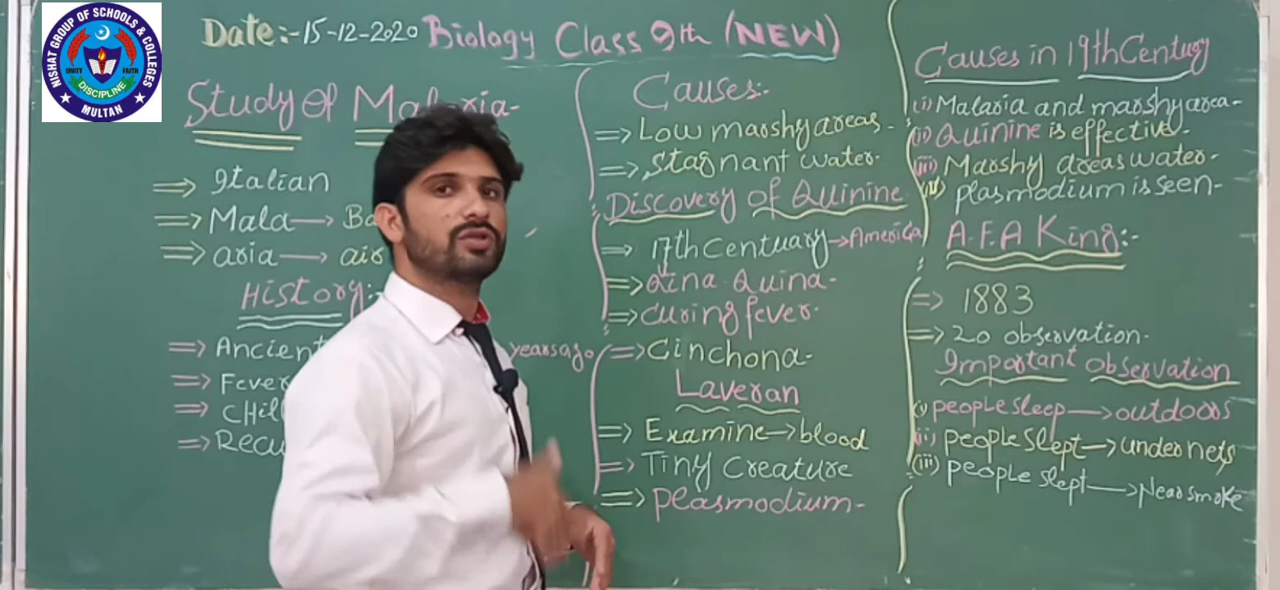 NISHAT GROUP OF SCHOOLS & COLLEGES
UNITY FAITH
DISCIPLINE
MULTAN
Date:-15-12-2020 Biology Class 9th (NEW)
Study Of Malaria-
⇒ Italian
⇒ Mala → Ba
⇒ aria → air
History:-
⇒ Ancient years ago
⇒ Feve
⇒ CHil
⇒ Recu
Causes:-
⇒ Low marshy areas.
⇒ Stagnant water.
Discovery of Quinine
⇒ 17th Centuary → America
⇒ Qina Quina.
⇒ Curing fever.
⇒ Cinchona-
Laveran
⇒ Examine → blood
⇒ Tiny Creature
⇒ plasmodium-
Causes in 19th Century
(i) Malaria and marshy area-
(ii) Quinine is effective.
(iii) Marshy areas water.
(iv) plasmodium is seen-
A.F.A King:-
⇒ 1883
⇒ 20 observation.
Important observation
(i) people sleep → outdoors
(ii) people slept → under nets
(iii) people slept → Near smoke